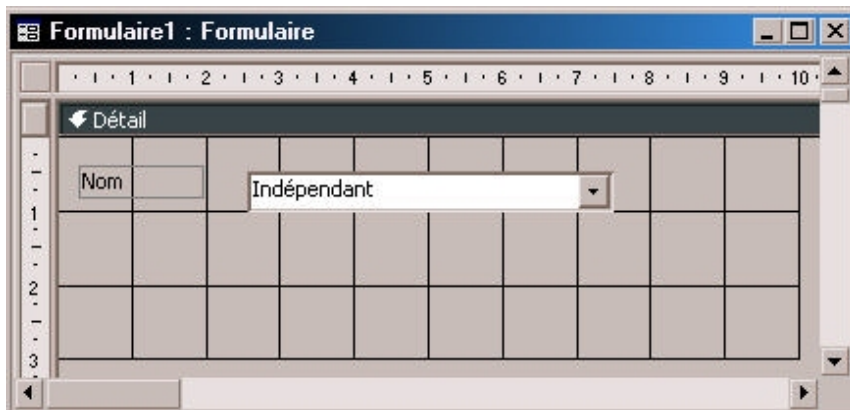 Formulaire1 : Formulaire
1 2 3 4 5 6 7 8 9 10
Détail
Nom
Indépendant
1
2
3